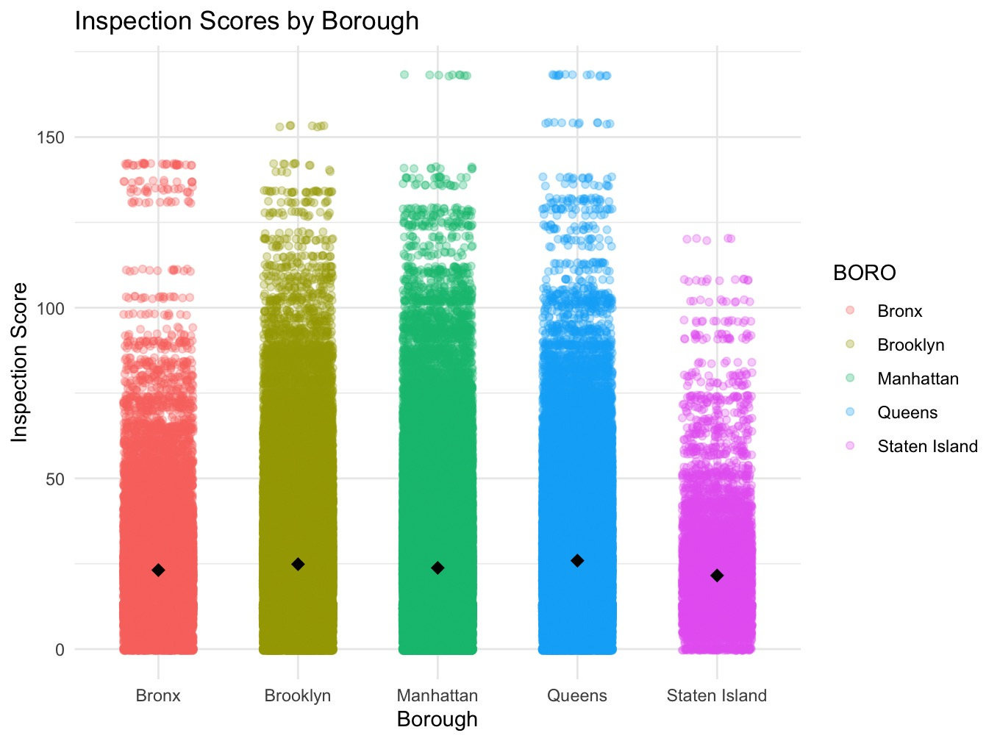 Inspection Scores by Borough
Inspection Score
150
100
50
0
Bronx
Brooklyn
Manhattan
Queens
Staten Island
Borough
BORO
Bronx
Brooklyn
Manhattan
Queens
Staten Island